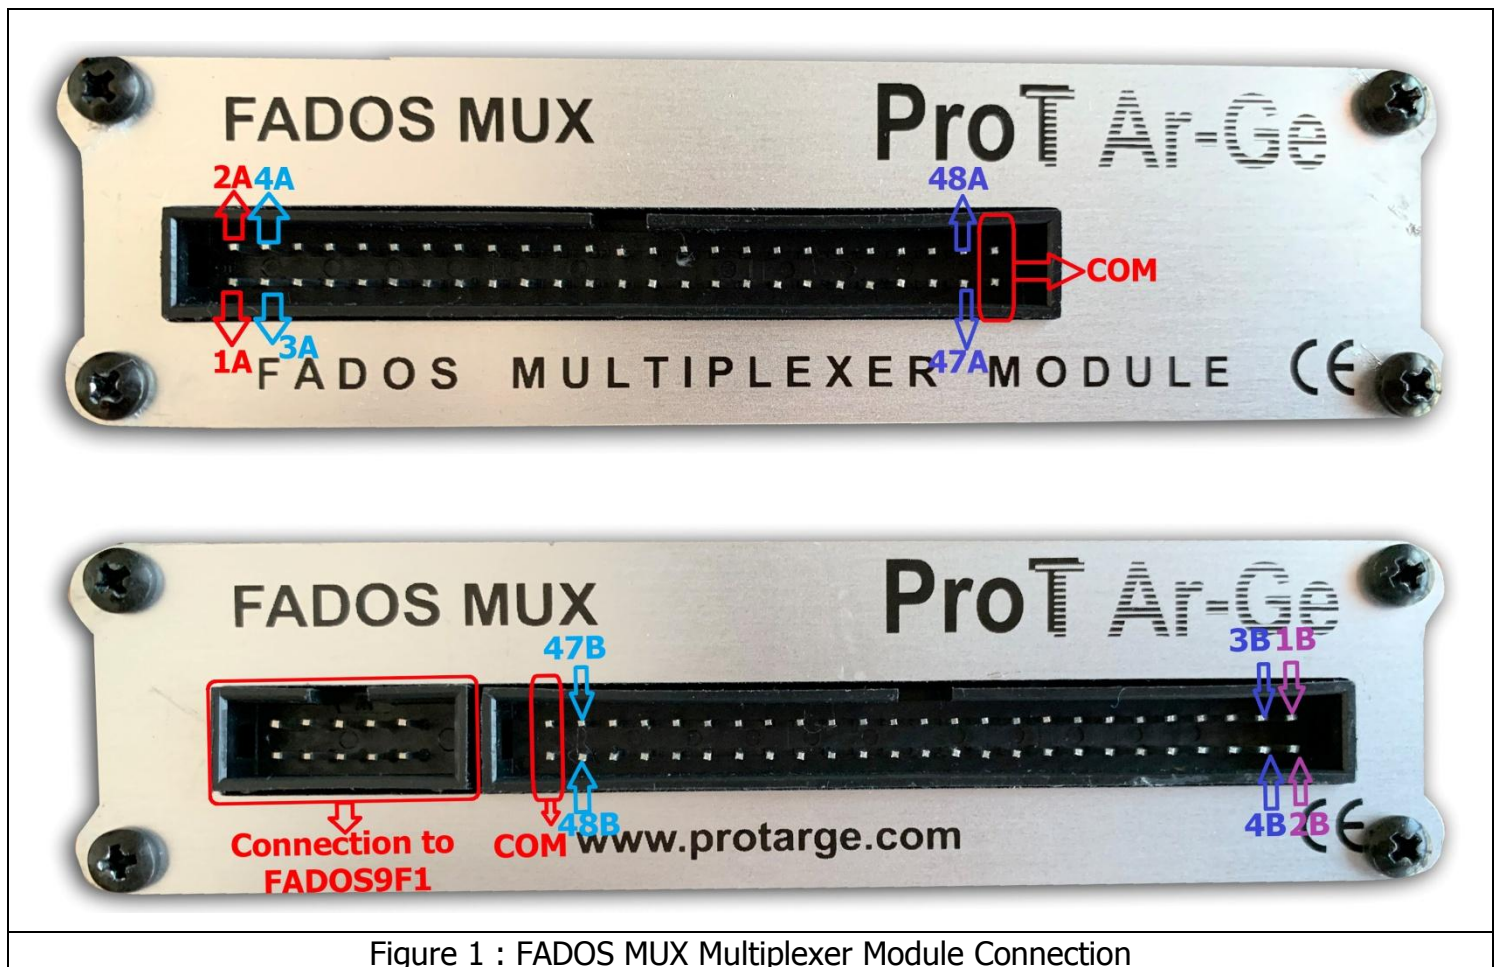 FADOS MUX
ProT Ar-Ge
2A 4A
48A
COM
1A
3A
47A
FADOS MULTIPLEXER MODULE CE
FADOS MUX
ProT Ar-Ge
47B
3B 1B
48B
4B 2B
COM
www.protarge.com
CE
Connection to
FADOS9F1
Figure 1 : FADOS MUX Multiplexer Module Connection